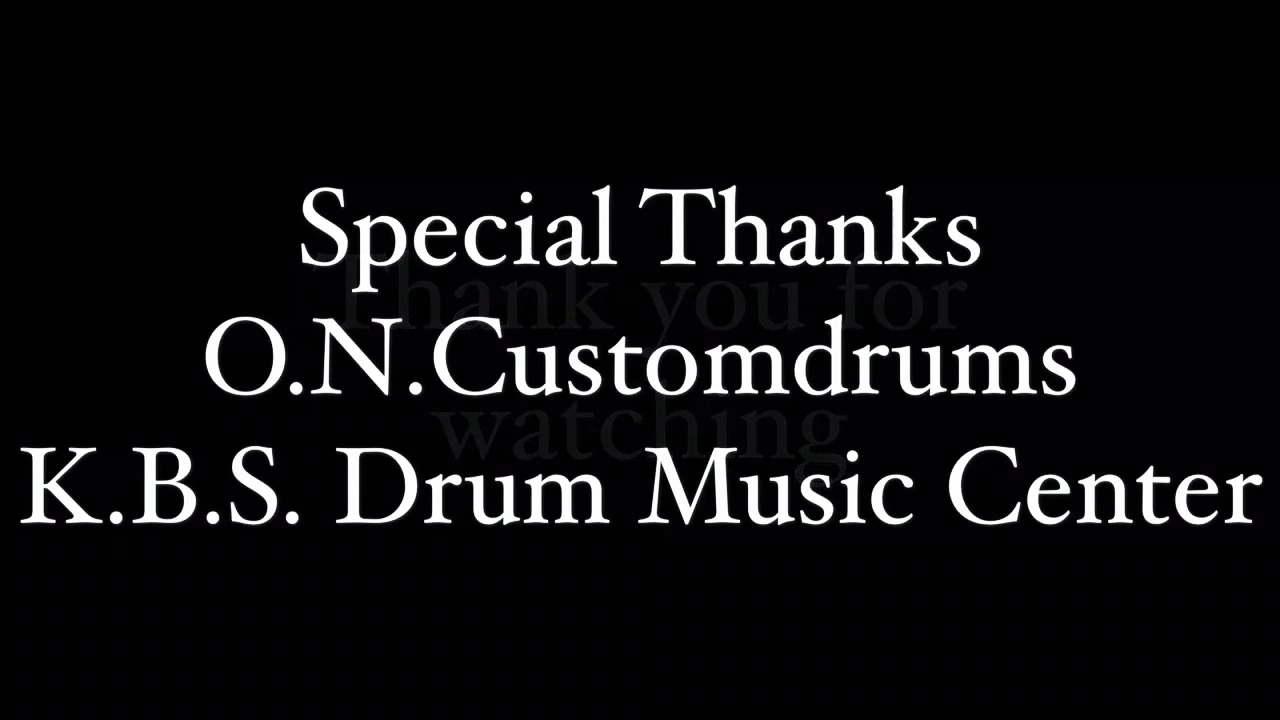 Special Thanks
Thank you for
O.N.Customdrums
watching
K.B.S. Drum Music Center